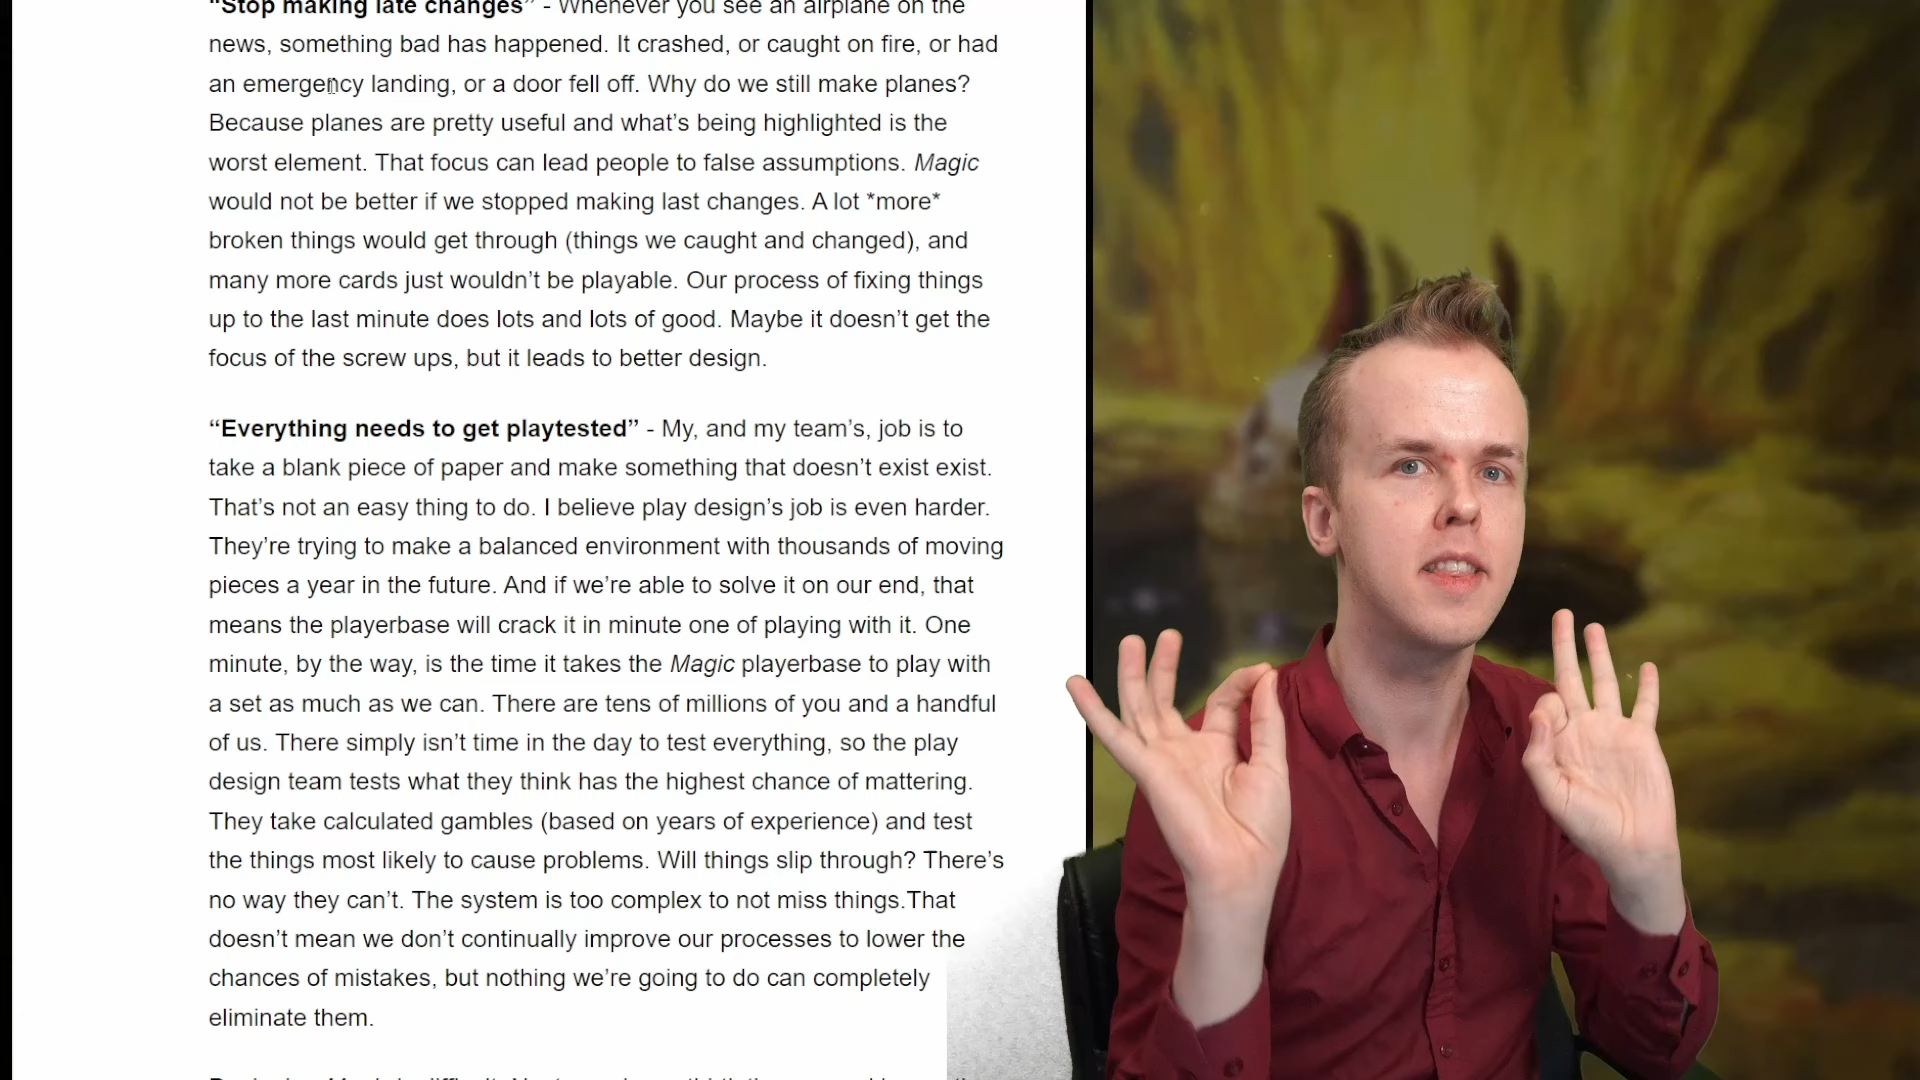 “Stop making late changes” - Whenever you see an airplane on the
news, something bad has happened. It crashed, or caught on fire, or had
an emergency landing, or a door fell off. Why do we still make planes?
Because planes are pretty useful and what’s being highlighted is the
worst element. That focus can lead people to false assumptions. Magic
would not be better if we stopped making last changes. A lot *more*
broken things would get through (things we caught and changed), and
many more cards just wouldn’t be playable. Our process of fixing things
up to the last minute does lots and lots of good. Maybe it doesn’t get the
focus of the screw ups, but it leads to better design.
“Everything needs to get playtested” - My, and my team’s, job is to
take a blank piece of paper and make something that doesn’t exist exist.
That’s not an easy thing to do. I believe play design’s job is even harder.
They’re trying to make a balanced environment with thousands of moving
pieces a year in the future. And if we’re able to solve it on our end, that
means the playerbase will crack it in minute one of playing with it. One
minute, by the way, is the time it takes the Magic playerbase to play with
a set as much as we can. There are tens of millions of you and a handful
of us. There simply isn’t time in the day to test everything, so the play
design team tests what they think has the highest chance of mattering.
They take calculated gambles (based on years of experience) and test
the things most likely to cause problems. Will things slip through? There’s
no way they can’t. The system is too complex to not miss things.That
doesn’t mean we don’t continually improve our processes to lower the
chances of mistakes, but nothing we’re going to do can completely
eliminate them.